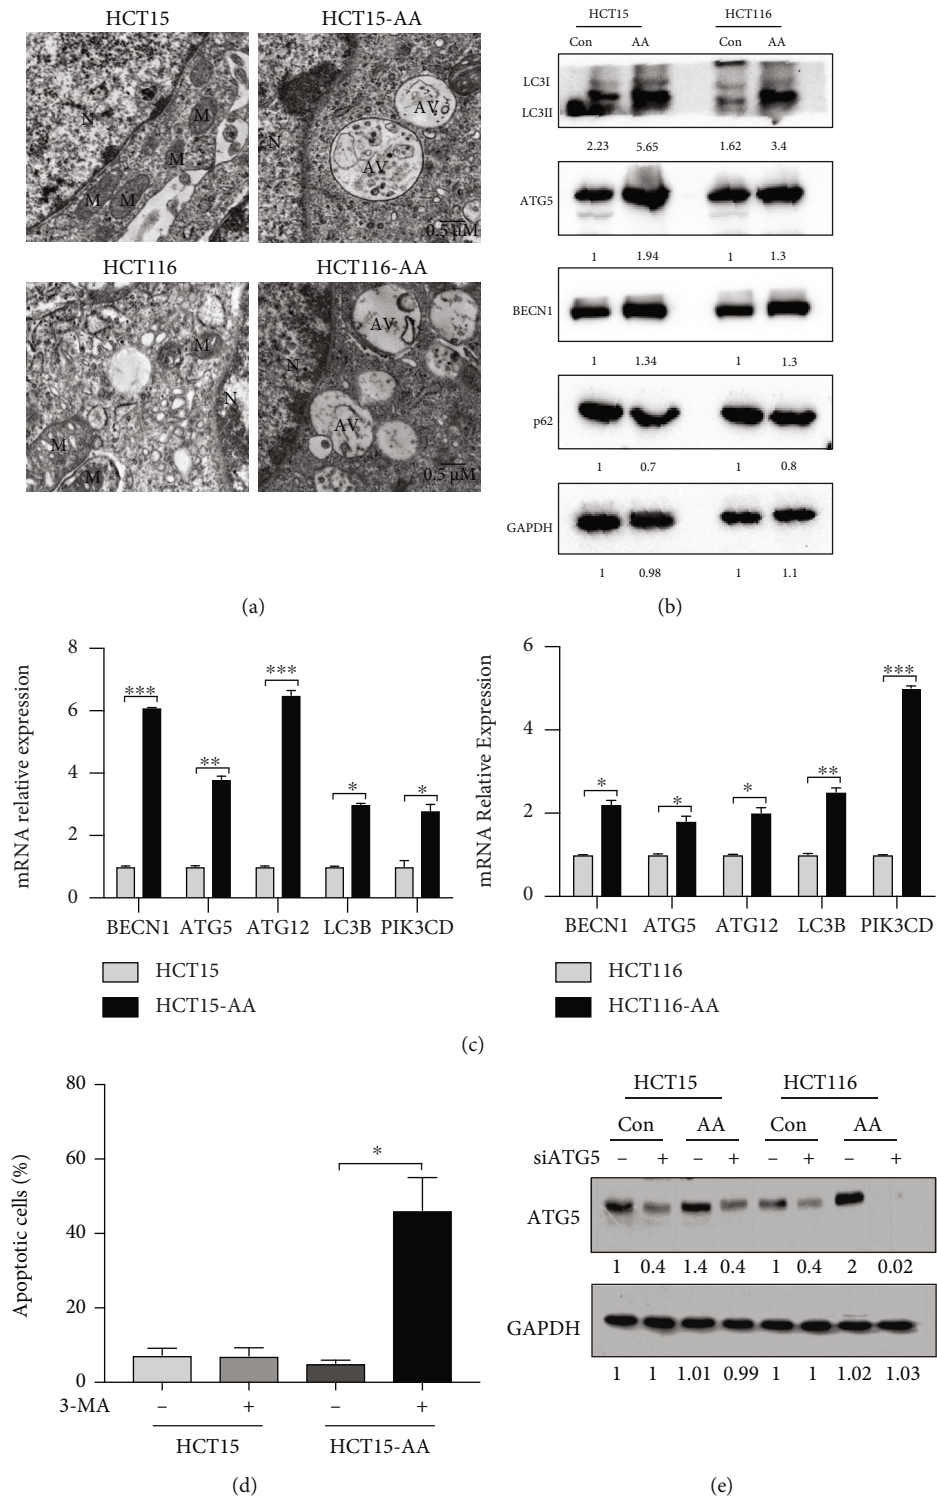 HCT15
HCT15-AA
N
M
M
M
M
N
AV
AV
0.5 μM
HCT116
HCT116-AA
M
N
M
M
AV
N
AV
0.5 μM
(a)
HCT15 HCT116
Con AA Con AA
LC3I
LC3II
2.23 5.65 1.62 3.4
ATG5
1 1.94 1 1.3
BECN1
1 1.34 1 1.3
p62
1 0.7 1 0.8
GAPDH
1 0.98 1 1.1
(b)
mRNA relative expression
8
6
4
2
0
*** ** *** * *
BECN1 ATG5 ATG12 LC3B PIK3CD
HCT15
HCT15-AA
mRNA Relative Expression
6
4
2
0
* * * ** ***
BECN1 ATG5 ATG12 LC3B PIK3CD
HCT116
HCT116-AA
(c)
Apoptotic cells (%)
80
60
40
20
0
*
3-MA – + – +
HCT15 HCT15-AA
(d)
HCT15 HCT116
Con AA Con AA
siATG5 – + – + – + – +
ATG5
1 0.4 1.4 0.4 1 0.4 2 0.02
GAPDH
1 1 1.01 0.99 1 1 1.02 1.03
(e)